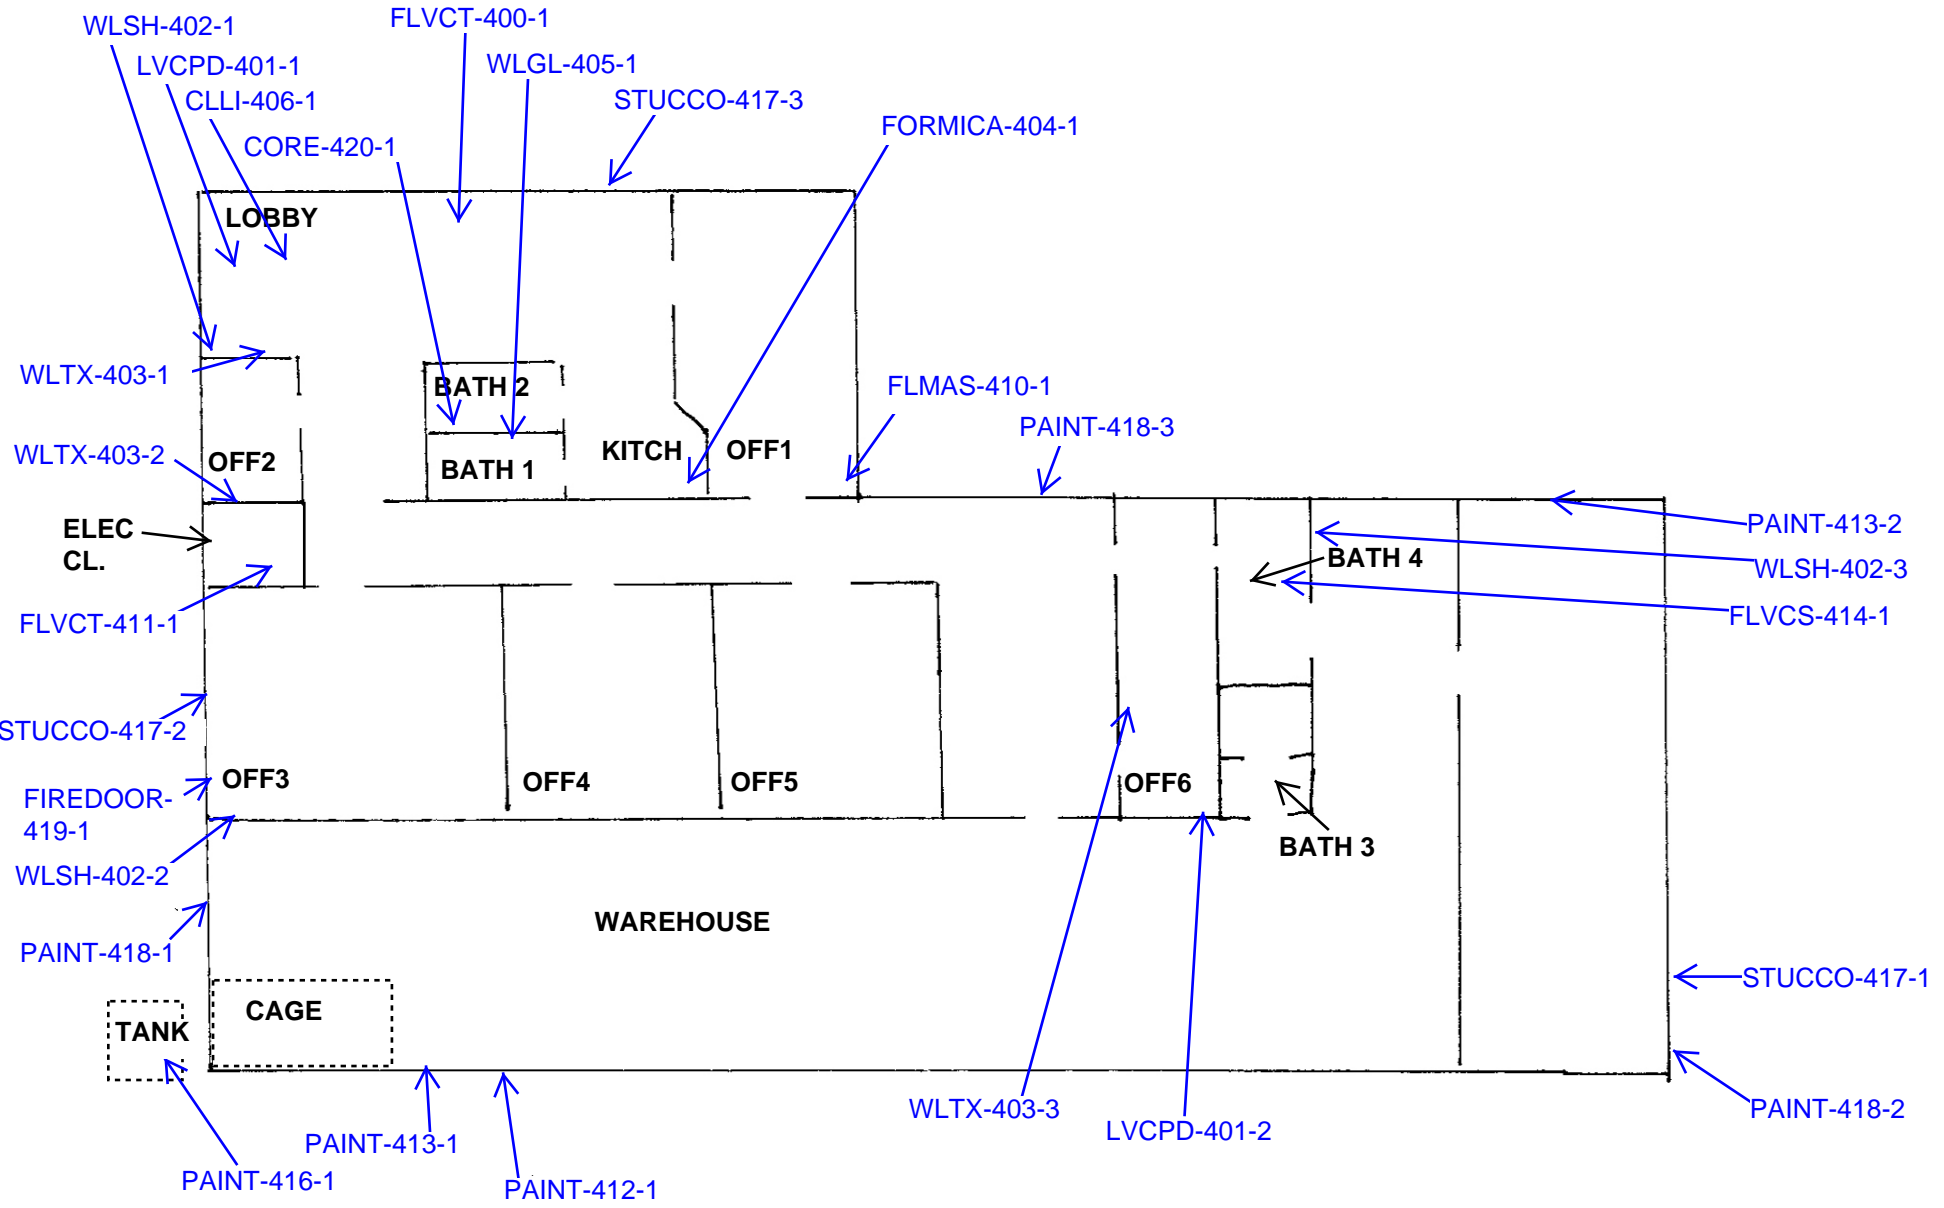 WLSH-402-1
FLVCT-400-1
LVCPD-401-1
WLGL-405-1
CLLI-406-1
STUCCO-417-3
CORE-420-1
FORMICA-404-1
LOBBY
WLTX-403-1
BATH 2
FLMAS-410-1
PAINT-418-3
WLTX-403-2
OFF2
BATH 1
KITCH
OFF1
ELEC
CL.
PAINT-413-2
BATH 4
WLSH-402-3
FLVCT-411-1
FLVCS-414-1
STUCCO-417-2
OFF3
OFF4
OFF5
OFF6
FIREDOOR-
419-1
BATH 3
WLSH-402-2
WAREHOUSE
PAINT-418-1
STUCCO-417-1
CAGE
TANK
WLTX-403-3
PAINT-418-2
LVCPD-401-2
PAINT-413-1
PAINT-416-1
PAINT-412-1